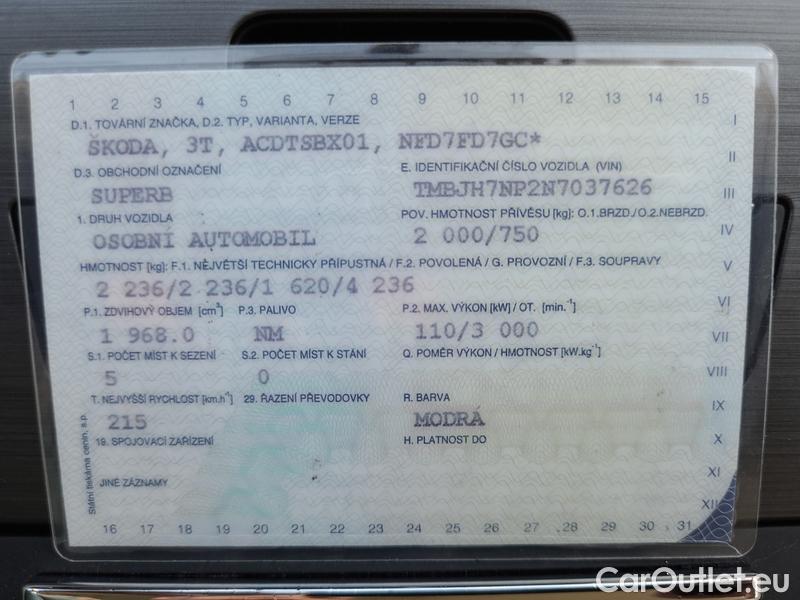 1 2 3 4 5 6 7 8 9 10 11 12 13 14 15
D.1. TOVÁRNÍ ZNAČKA, D.2. TYP, VARIANTA, VERZE
I
ŠKODA, 3T, ACDTSBX01, NFD7FD7GC*
II
D.3. OBCHODNÍ OZNAČENÍ
E. IDENTIFIKAČNÍ ČÍSLO VOZIDLA (VIN)
SUPERB
TMBJH7NP2N7037626
III
1. DRUH VOZIDLA
POV. HMOTNOST PŘÍVĚSU [kg]: O.1.BRZD./O.2.NEBRZD.
OSOBNÍ AUTOMOBIL
2 000/750
IV
HMOTNOST [kg]: F.1. NEJVĚTŠÍ TECHNICKY PŘÍPUSTNÁ / F.2. POVOLENÁ / G. PROVOZNÍ / F.3. SOUPRAVY
V
2 236/2 236/1 620/4 236
VI
P.1. ZDVIHOVÝ OBJEM [cm³]
P.3. PALIVO
P.2. MAX. VÝKON [kW] / OT. [min.⁻¹]
1 968.0
NM
110/3 000
VII
S.1. POČET MÍST K SEZENÍ
S.2. POČET MÍST K STÁNÍ
Q. POMĚR VÝKON / HMOTNOST [kW.kg⁻¹]
VIII
5
0
T. NEJVYŠŠÍ RYCHLOST [km.h⁻¹]
29. ŘAZENÍ PŘEVODOVKY
R. BARVA
IX
215
MODRÁ
19. SPOJOVACÍ ZAŘÍZENÍ
H. PLATNOST DO
X
XI
JINÉ ZÁZNAMY
XII
Státní tiskárna cenin, s.p.
16 17 18 19 20 21 22 23 24 25 26 27 28 29 30 31
CarOutlet.eu